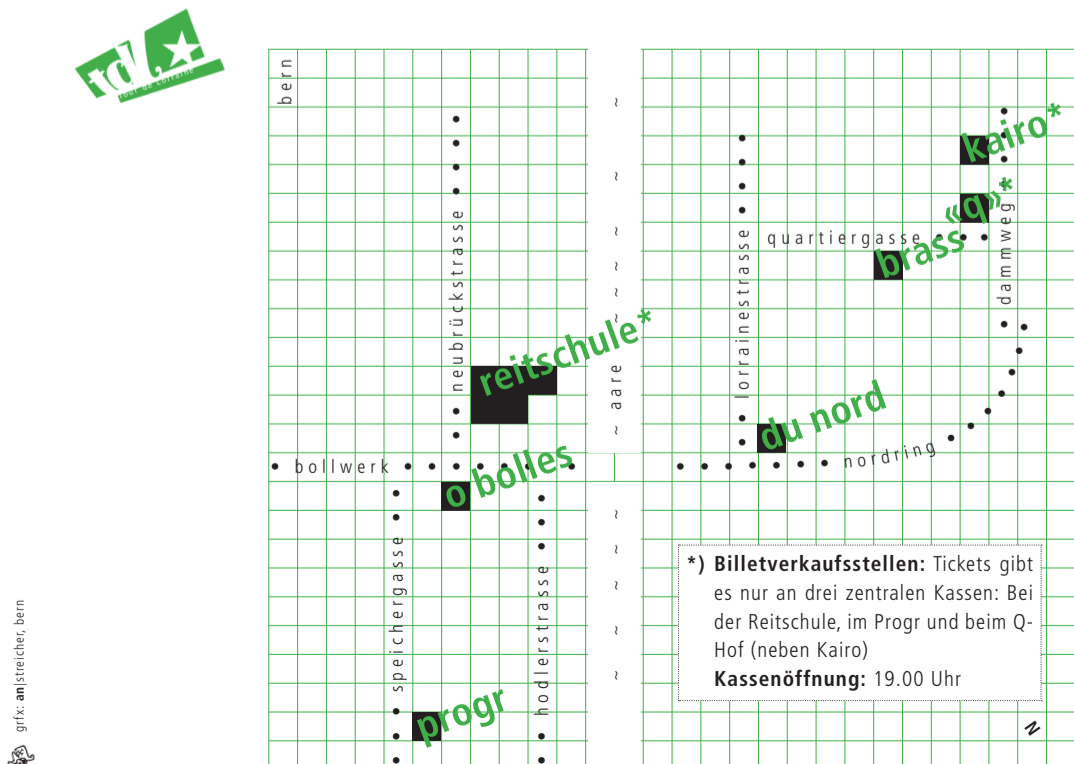 tdl.
tour de Lorraine
bern
kairo*
«q»*
quartiergasse
brass
dammweg
neubrückstrasse
lorrainestrasse
reitschule*
aare
du nord
bollwerk
o bolles
nordring
speichergasse
hodlerstrasse
*) Billetverkaufsstellen: Tickets gibt
es nur an drei zentralen Kassen: Bei
der Reitschule, im Progr und beim Q-
Hof (neben Kairo)
Kassenöffnung: 19.00 Uhr
progr
N
grfx: an|streicher, bern